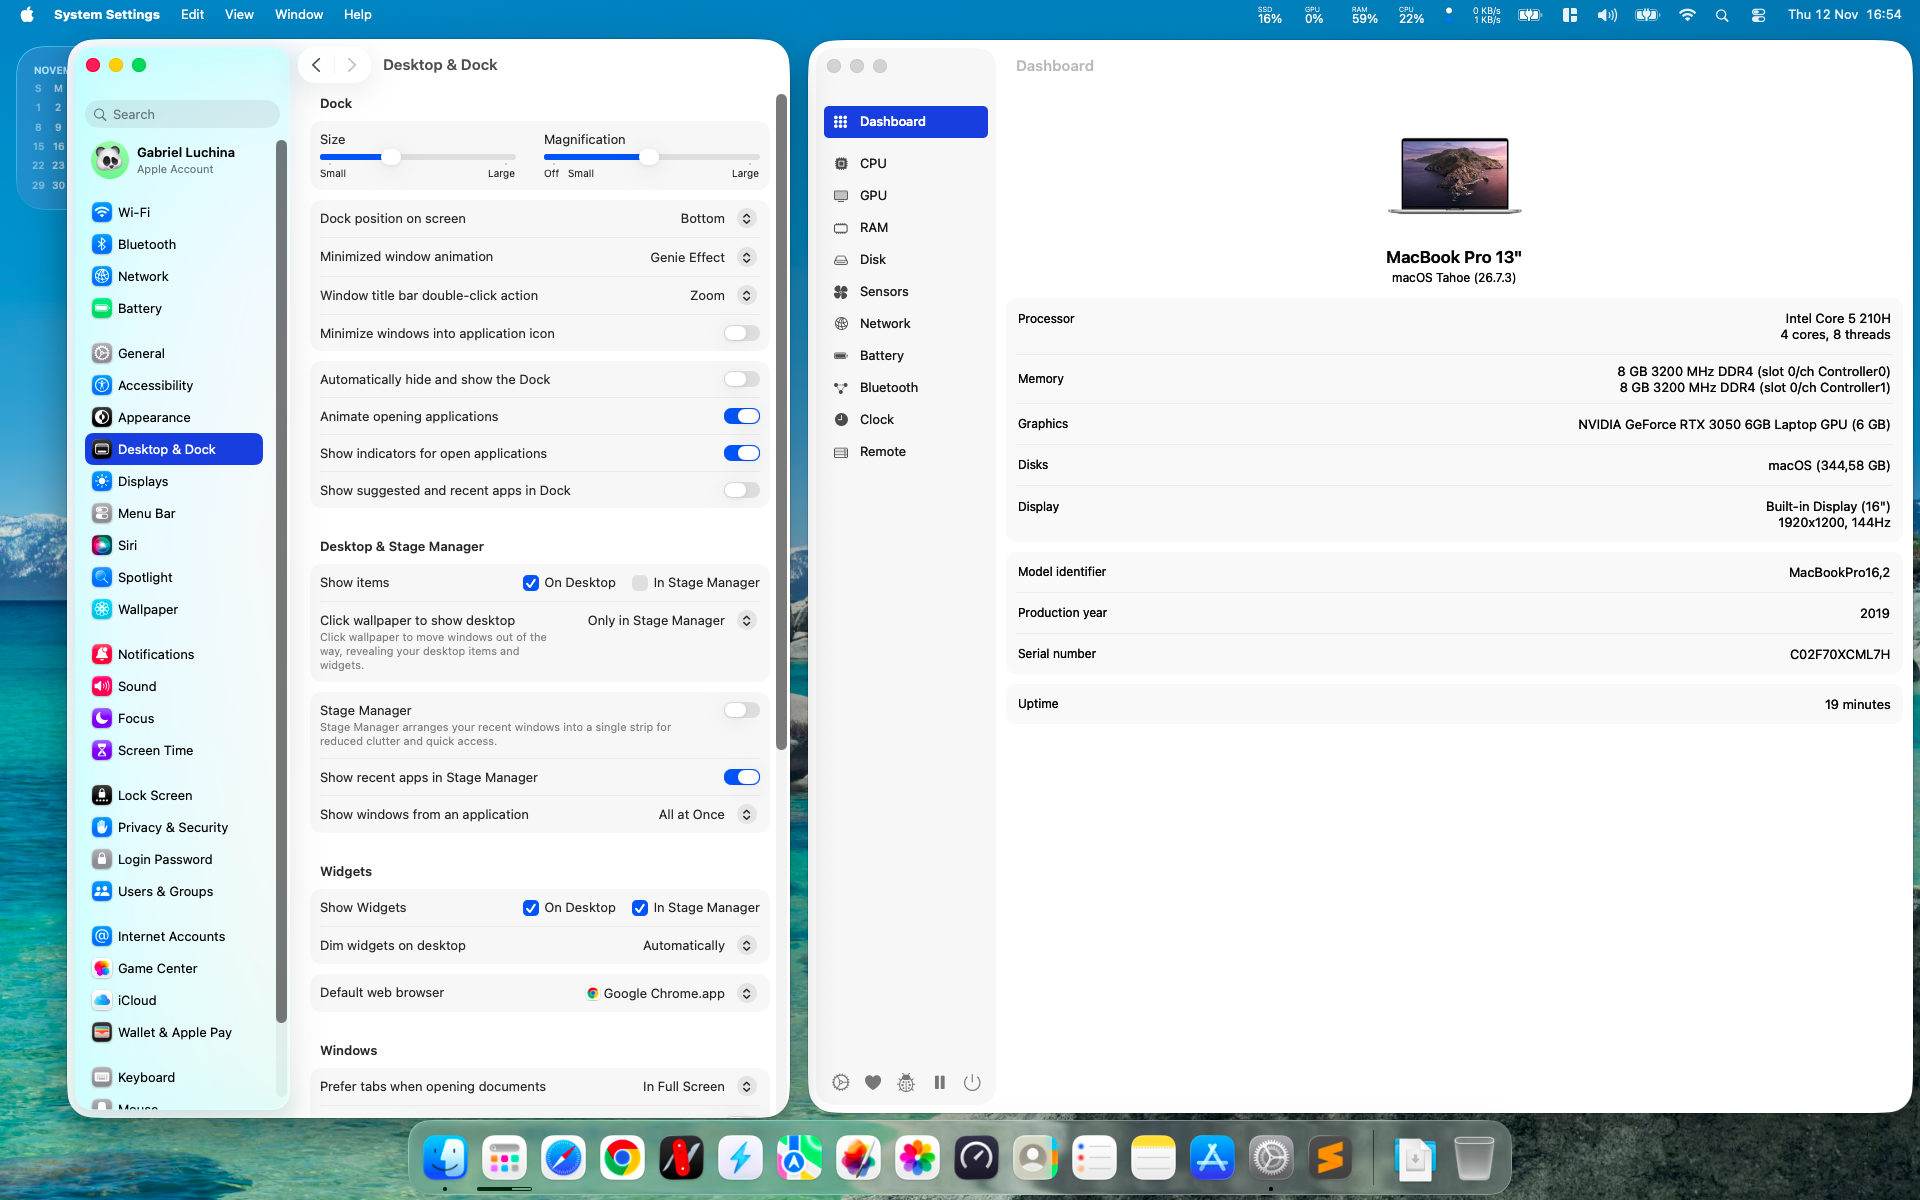 System Settings Edit View Window Help
SSD 16% GPU 0% RAM 59% CPU 22% 0 KB/s 1 KB/s Thu 12 Nov 16:54
NOVEM
S M
1 2
8 9
15 16
22 23
29 30
Search
Gabriel Luchina
Apple Account
Wi-Fi
Bluetooth
Network
Battery
General
Accessibility
Appearance
Desktop & Dock
Displays
Menu Bar
Siri
Spotlight
Wallpaper
Notifications
Sound
Focus
Screen Time
Lock Screen
Privacy & Security
Login Password
Users & Groups
Internet Accounts
Game Center
iCloud
Wallet & Apple Pay
Keyboard
Mouse
Desktop & Dock
Dock
Size Magnification
Small Large Off Small Large
Dock position on screen Bottom
Minimized window animation Genie Effect
Window title bar double-click action Zoom
Minimize windows into application icon
Automatically hide and show the Dock
Animate opening applications
Show indicators for open applications
Show suggested and recent apps in Dock
Desktop & Stage Manager
Show items On Desktop In Stage Manager
Click wallpaper to show desktop Only in Stage Manager
Click wallpaper to move windows out of the
way, revealing your desktop items and
widgets.
Stage Manager
Stage Manager arranges your recent windows into a single strip for
reduced clutter and quick access.
Show recent apps in Stage Manager
Show windows from an application All at Once
Widgets
Show Widgets On Desktop In Stage Manager
Dim widgets on desktop Automatically
Default web browser Google Chrome.app
Windows
Prefer tabs when opening documents In Full Screen
Dashboard
CPU
GPU
RAM
Disk
Sensors
Network
Battery
Bluetooth
Clock
Remote
Dashboard
MacBook Pro 13"
macOS Tahoe (26.7.3)
Processor Intel Core 5 210H
4 cores, 8 threads
Memory 8 GB 3200 MHz DDR4 (slot 0/ch Controller0)
8 GB 3200 MHz DDR4 (slot 0/ch Controller1)
Graphics NVIDIA GeForce RTX 3050 6GB Laptop GPU (6 GB)
Disks macOS (344,58 GB)
Display Built-in Display (16")
1920x1200, 144Hz
Model identifier MacBookPro16,2
Production year 2019
Serial number C02F70XCML7H
Uptime 19 minutes